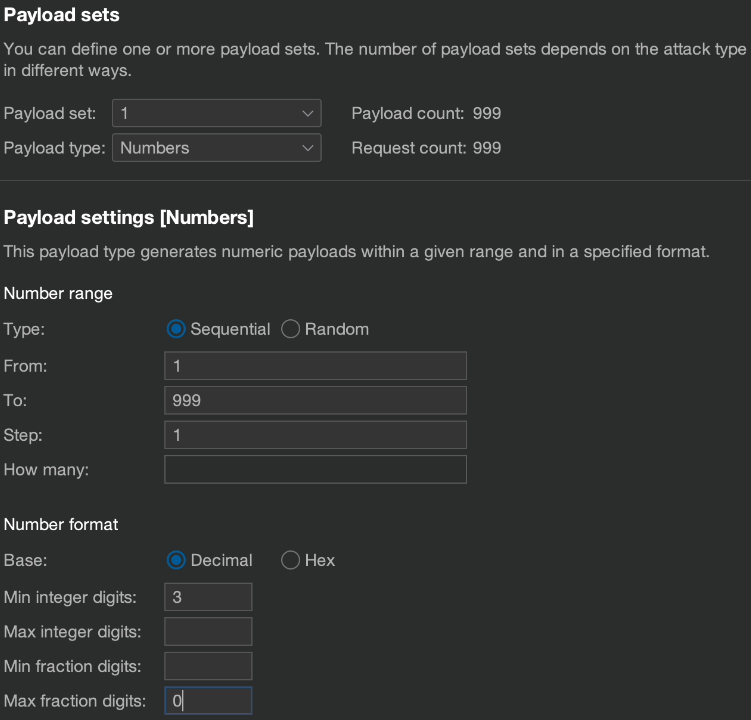 Payload sets
You can define one or more payload sets. The number of payload sets depends on the attack type
in different ways.
Payload set: 1 Payload count: 999
Payload type: Numbers Request count: 999
Payload settings [Numbers]
This payload type generates numeric payloads within a given range and in a specified format.
Number range
Type: Sequential Random
From: 1
To: 999
Step: 1
How many:
Number format
Base: Decimal Hex
Min integer digits: 3
Max integer digits:
Min fraction digits:
Max fraction digits: 0